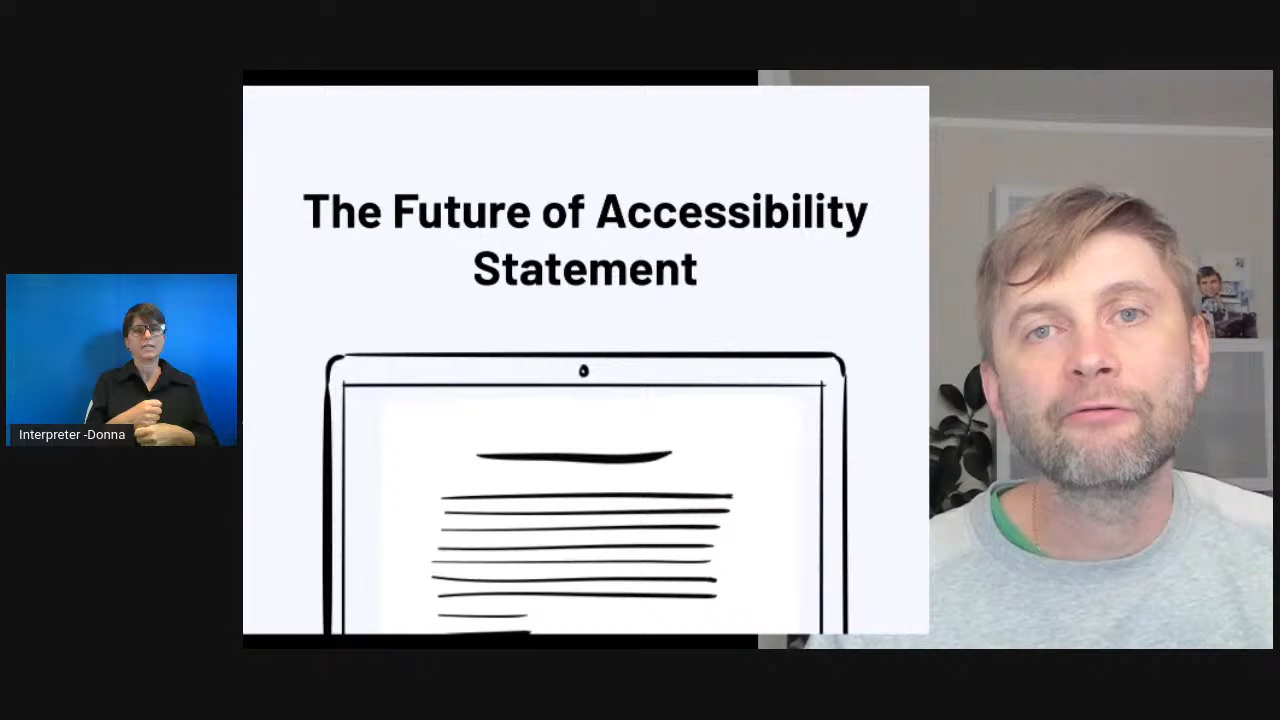 The Future of Accessibility
Statement
Interpreter -Donna